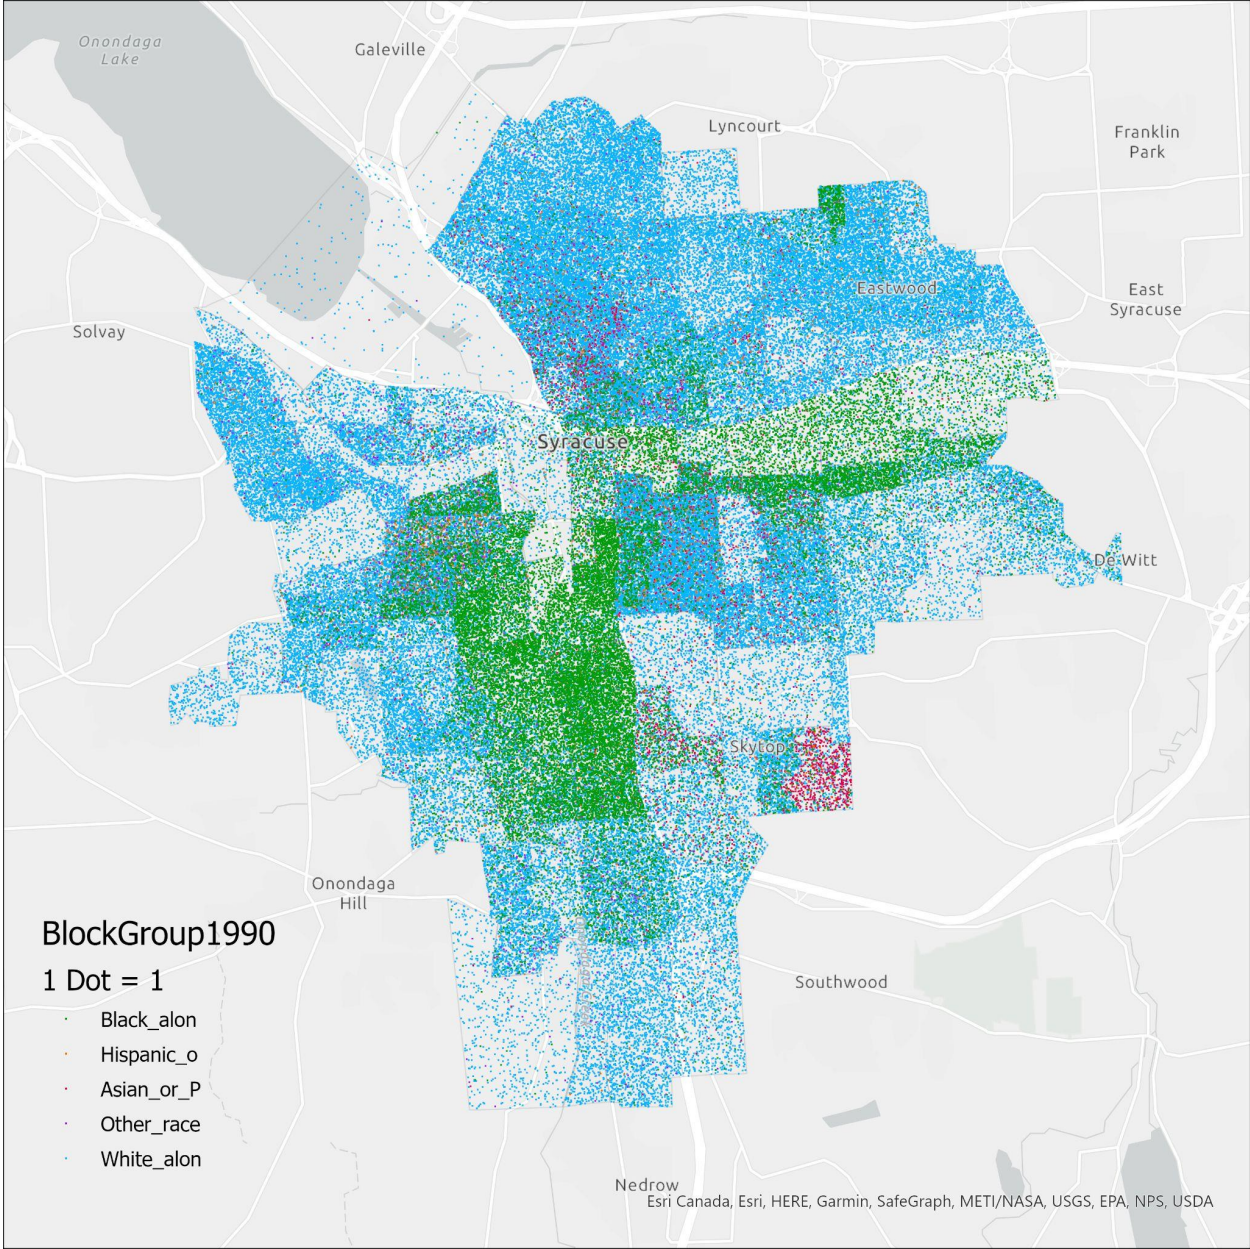 Onondaga
Lake
Galeville
Lyncourt
Franklin
Park
Eastwood
East
Syracuse
Solvay
Syracuse
De Witt
Skytop
Onondaga
Hill
Southwood
Nedrow
BlockGroup1990
1 Dot = 1
Black_alon
Hispanic_o
Asian_or_P
Other_race
White_alon
Esri Canada, Esri, HERE, Garmin, SafeGraph, METI/NASA, USGS, EPA, NPS, USDA